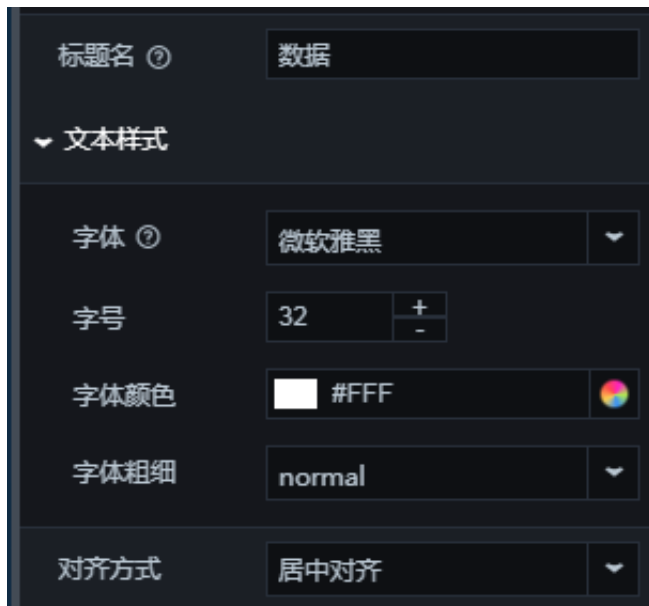 标题名 ? 数据
文本样式
字体 ? 微软雅黑
字号 32 + -
字体颜色 #FFF
字体粗细 normal
对齐方式 居中对齐